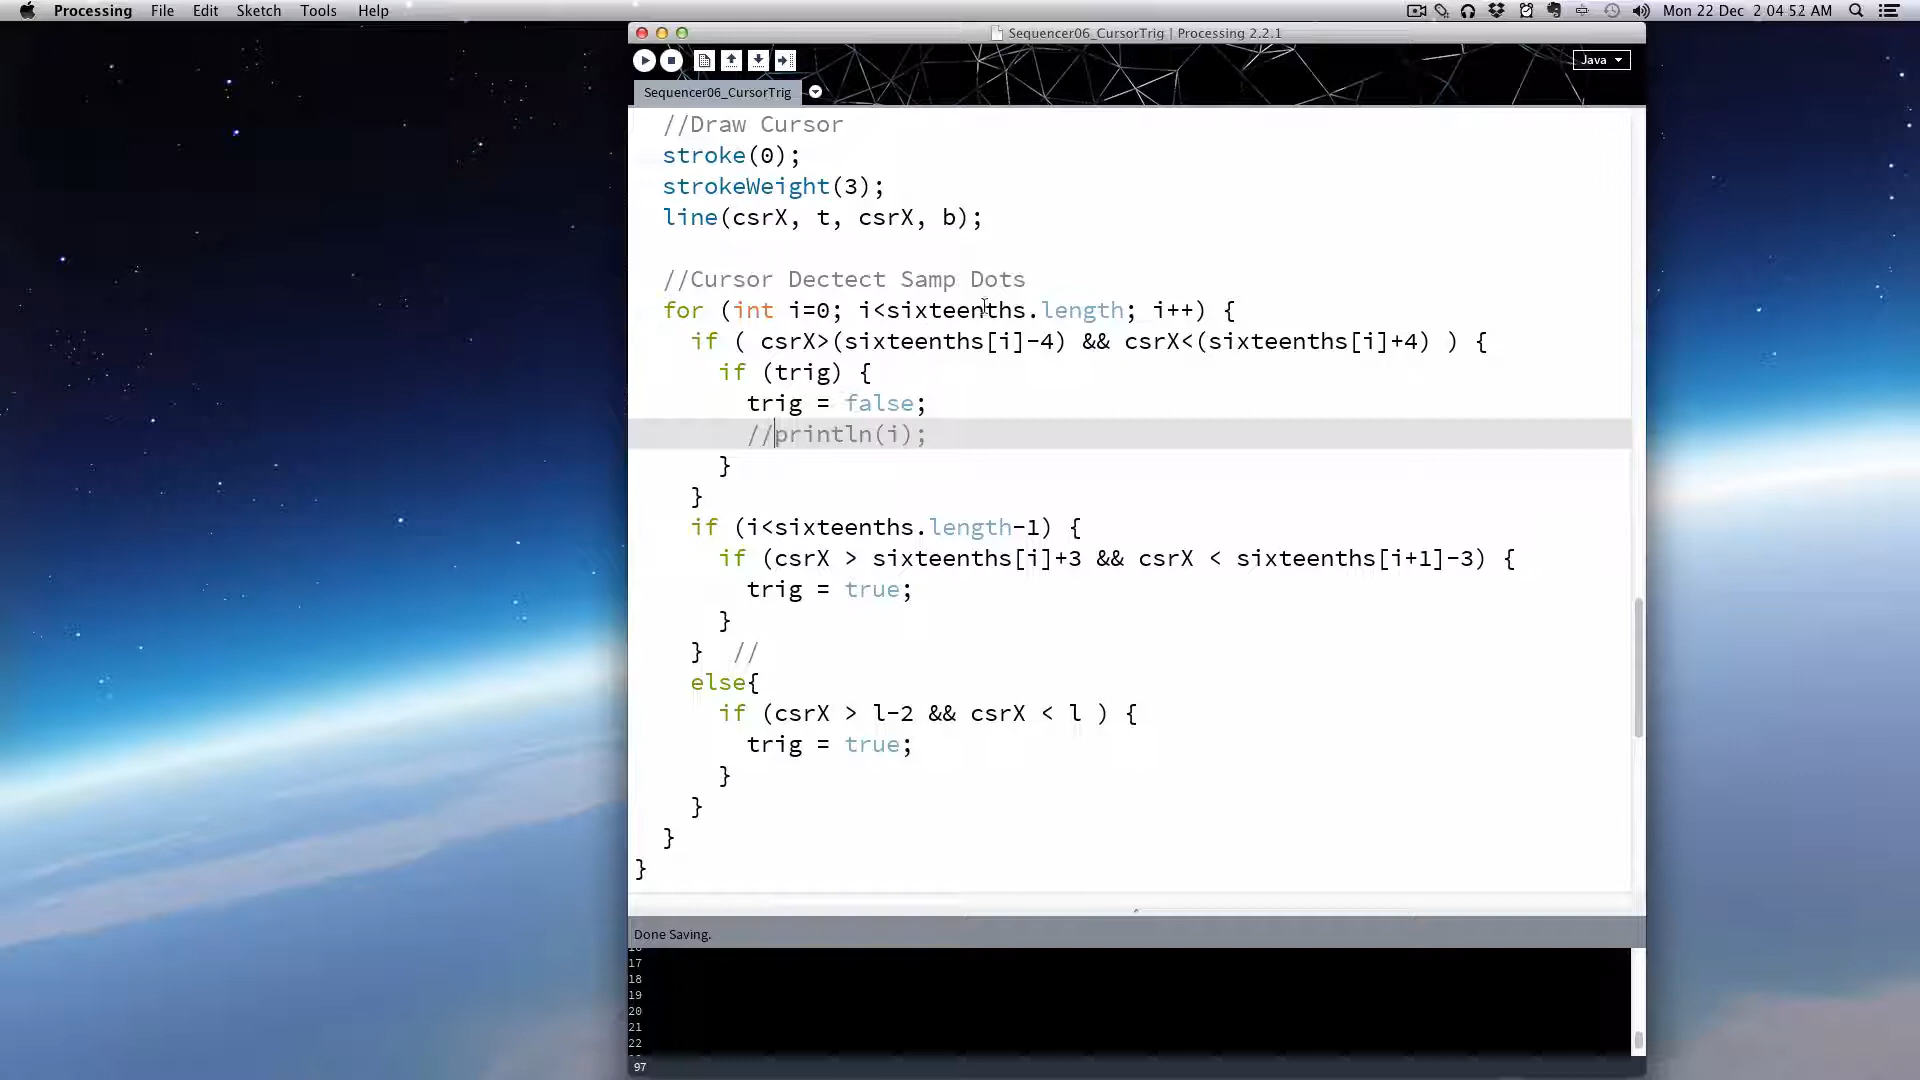 Processing File Edit Sketch Tools Help Mon 22 Dec 2 04 52 AM
Sequencer06_CursorTrig | Processing 2.2.1
Java
Sequencer06_CursorTrig
//Draw Cursor
stroke(0);
strokeWeight(3);
line(csrX, t, csrX, b);
//Cursor Dectect Samp Dots
for (int i=0; i<sixteenths.length; i++) {
if ( csrX>(sixteenths[i]-4) && csrX<(sixteenths[i]+4) ) {
if (trig) {
trig = false;
//println(i);
}
}
if (i<sixteenths.length-1) {
if (csrX > sixteenths[i]+3 && csrX < sixteenths[i+1]-3) {
trig = true;
}
} //
else{
if (csrX > l-2 && csrX < l ) {
trig = true;
}
}
}
}
Done Saving.
17
18
19
20
21
22
97